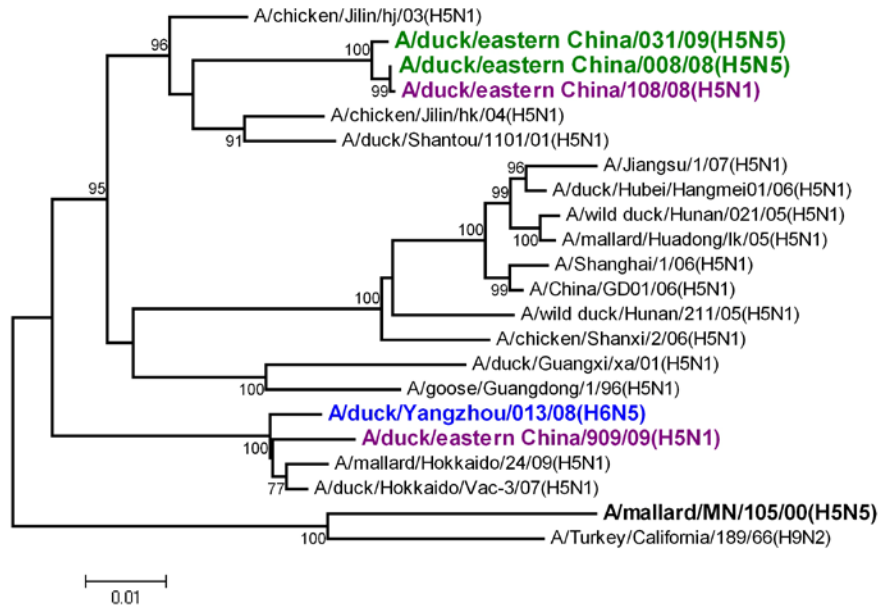 A/chicken/Jilin/hj/03(H5N1)
96
A/duck/eastern China/031/09(H5N5)
100
A/duck/eastern China/008/08(H5N5)
99
A/duck/eastern China/108/08(H5N1)
A/chicken/Jilin/hk/04(H5N1)
91
A/duck/Shantou/1101/01(H5N1)
96
A/Jiangsu/1/07(H5N1)
95
99
A/duck/Hubei/Hangmei01/06(H5N1)
A/wild duck/Hunan/021/05(H5N1)
100
100
A/mallard/Huadong/lk/05(H5N1)
A/Shanghai/1/06(H5N1)
99
A/China/GD01/06(H5N1)
100
A/wild duck/Hunan/211/05(H5N1)
A/chicken/Shanxi/2/06(H5N1)
A/duck/Guangxi/xa/01(H5N1)
100
A/goose/Guangdong/1/96(H5N1)
A/duck/Yangzhou/013/08(H6N5)
A/duck/eastern China/909/09(H5N1)
100
A/mallard/Hokkaido/24/09(H5N1)
77
A/duck/Hokkaido/Vac-3/07(H5N1)
A/mallard/MN/105/00(H5N5)
100
A/Turkey/California/189/66(H9N2)
0.01